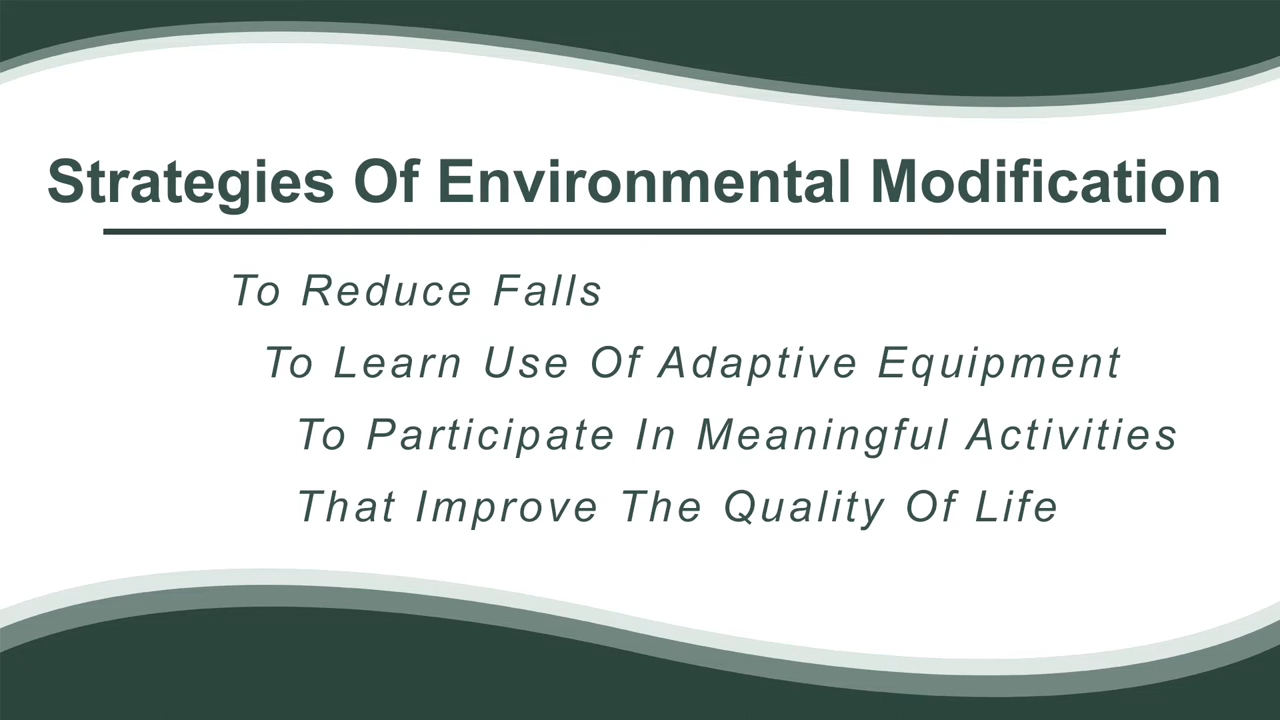 Strategies Of Environmental Modification
To Reduce Falls
To Learn Use Of Adaptive Equipment
To Participate In Meaningful Activities
That Improve The Quality Of Life